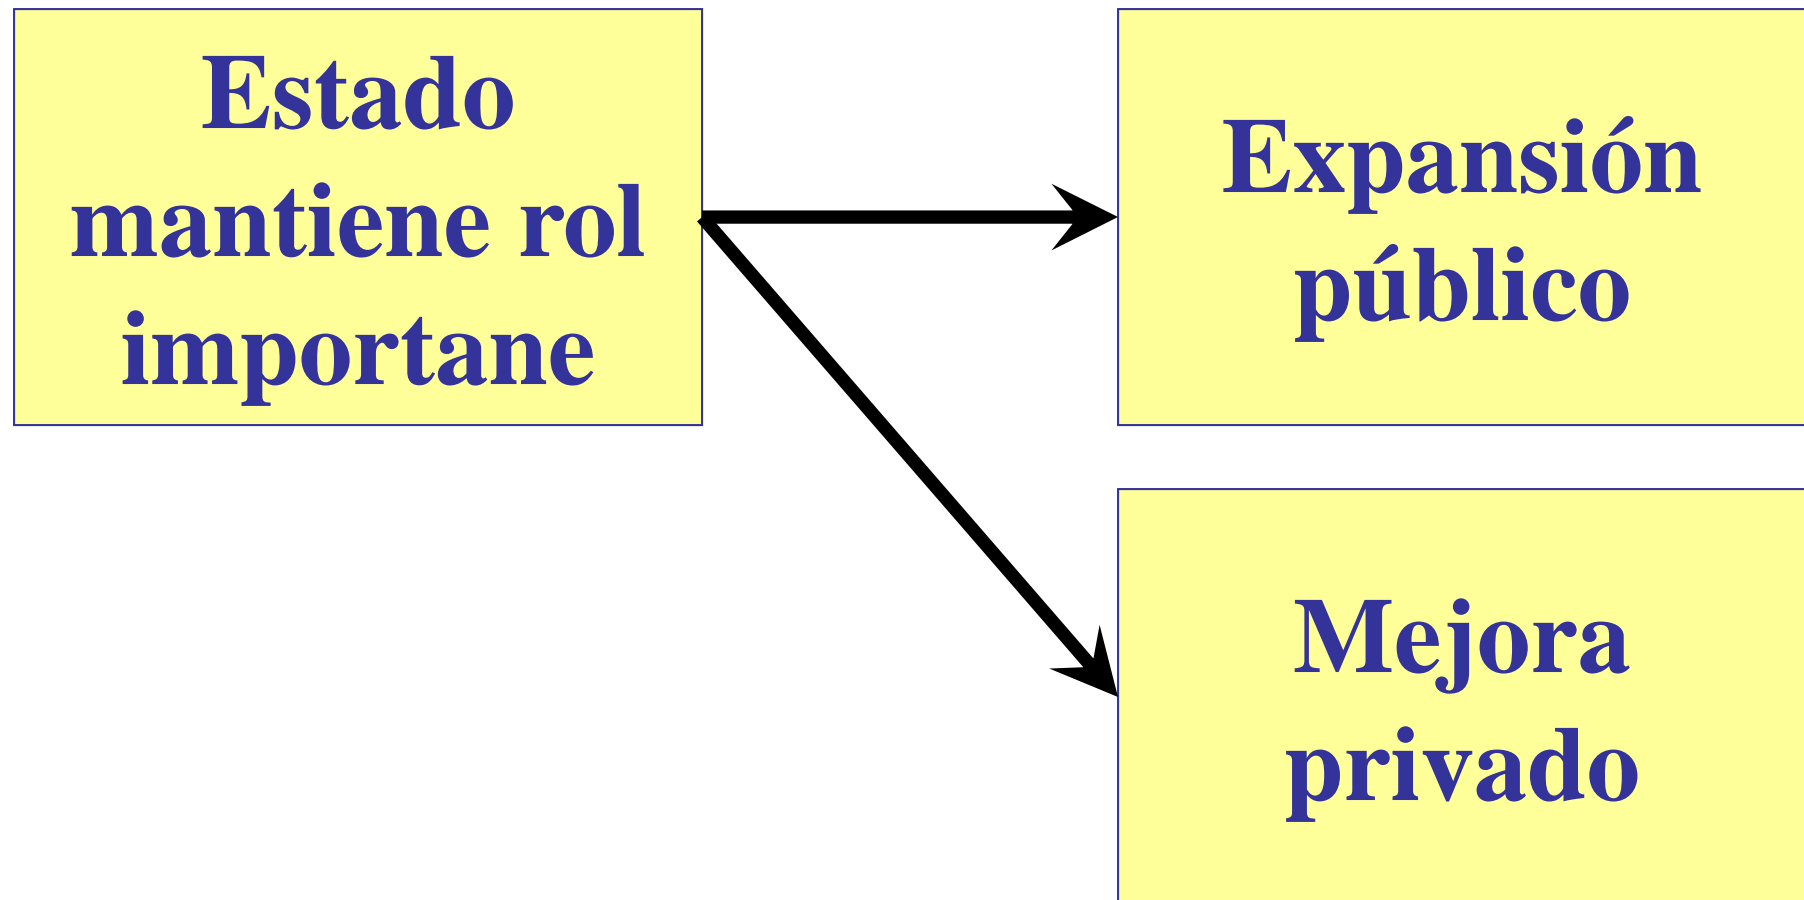 Estado
mantiene rol
importane
Expansión
público
Mejora
privado